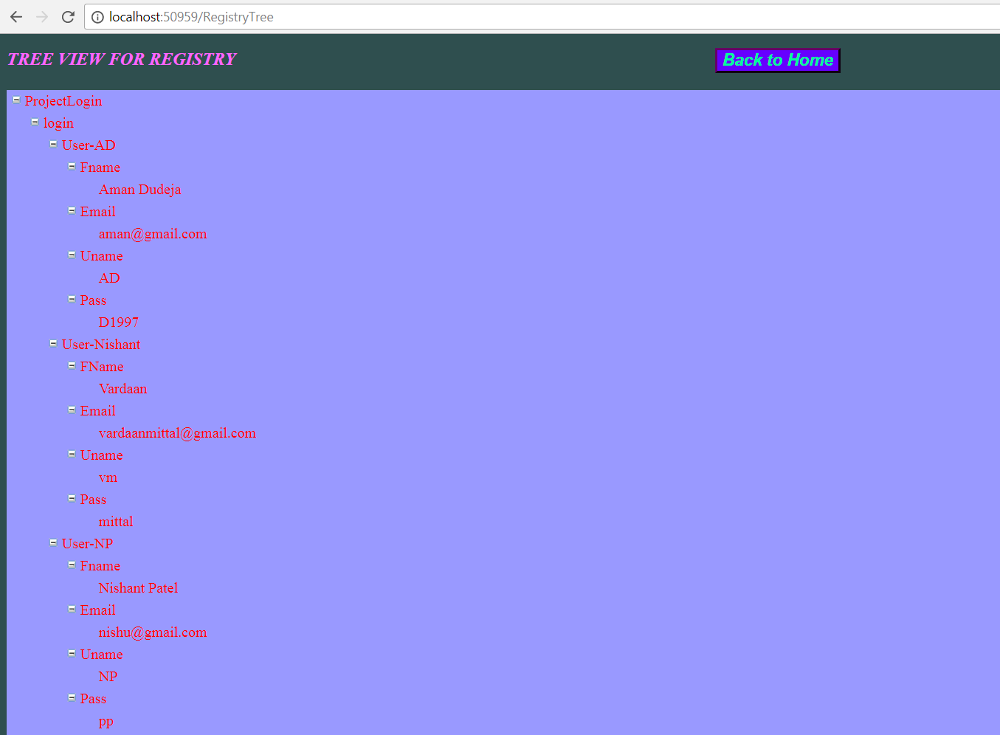 localhost:50959/RegistryTree
TREE VIEW FOR REGISTRY
Back to Home
ProjectLogin
login
User-AD
Fname
Aman Dudeja
Email
aman@gmail.com
Uname
AD
Pass
D1997
User-Nishant
FName
Vardaan
Email
vardaanmittal@gmail.com
Uname
vm
Pass
mittal
User-NP
Fname
Nishant Patel
Email
nishu@gmail.com
Uname
NP
Pass
pp